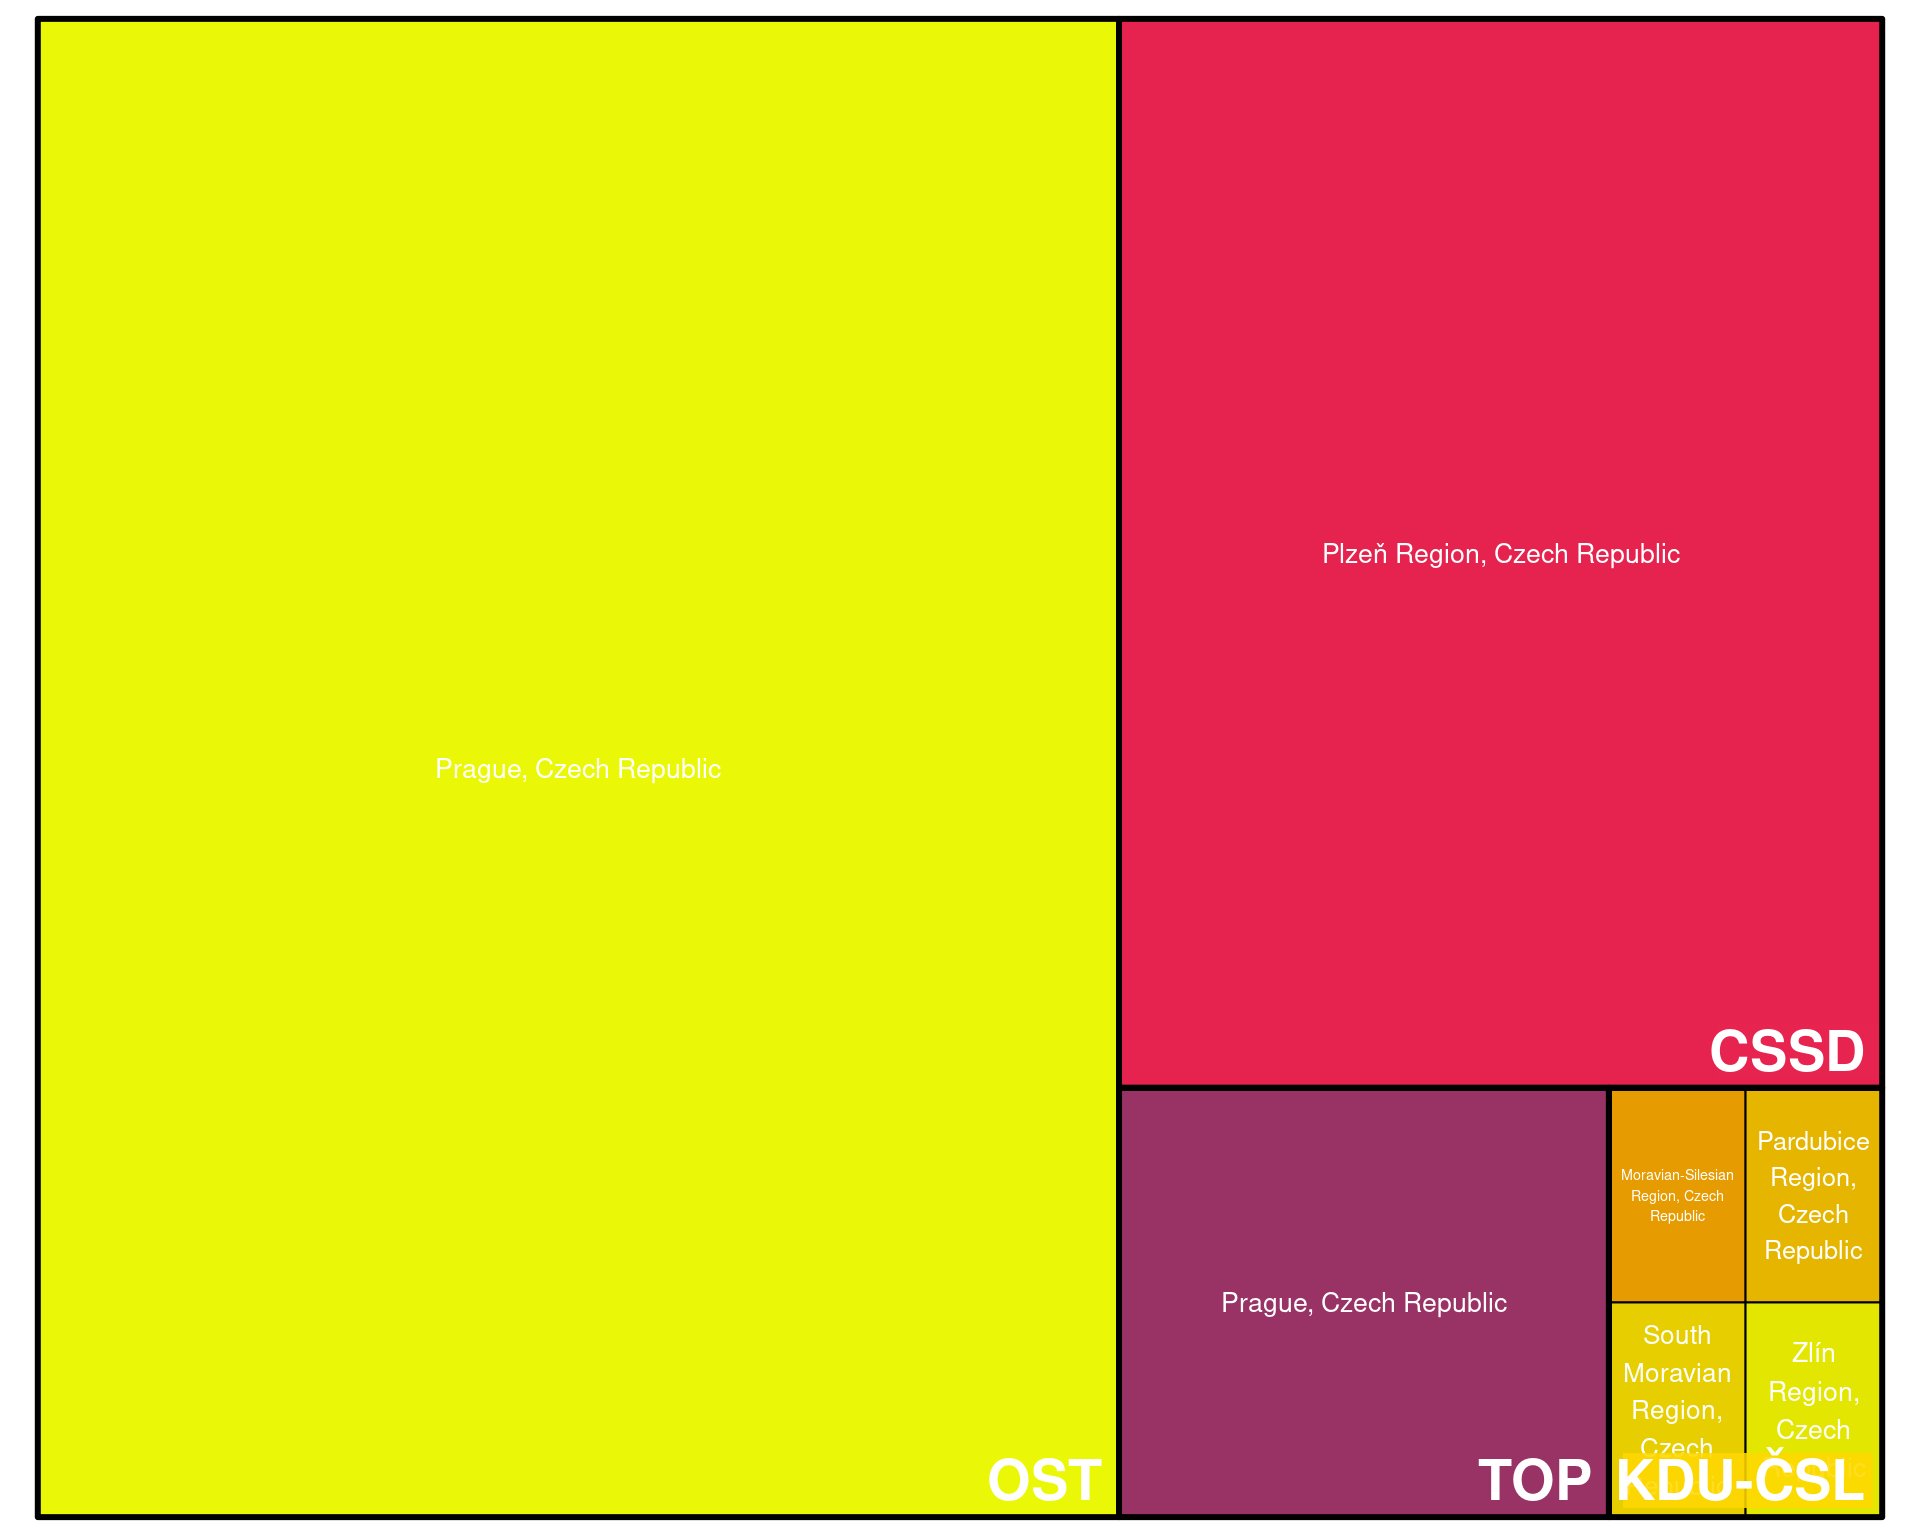 Prague, Czech Republic
OST
Plzeň Region, Czech Republic
CSSD
Prague, Czech Republic
TOP
Moravian-Silesian
Region, Czech
Republic
Pardubice
Region,
Czech
Republic
South
Moravian
Region,
Czech
Zlín
Region,
Czech
KDU-ČSL